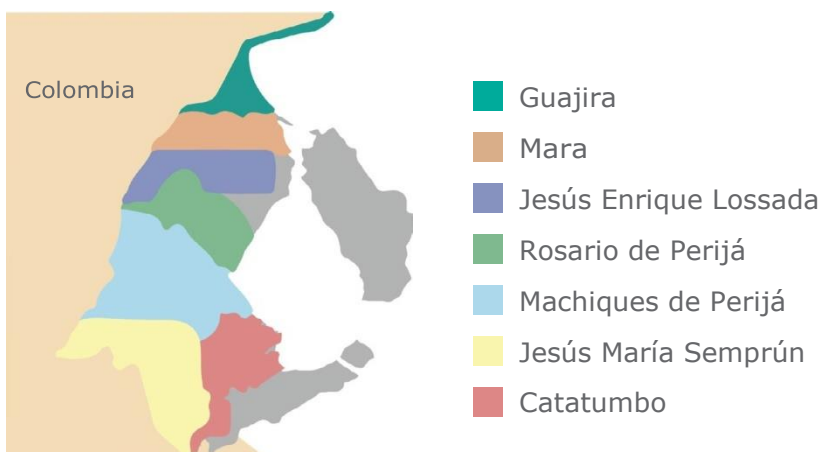 Colombia
Guajira
Mara
Jesús Enrique Lossada
Rosario de Perijá
Machiques de Perijá
Jesús María Semprún
Catatumbo